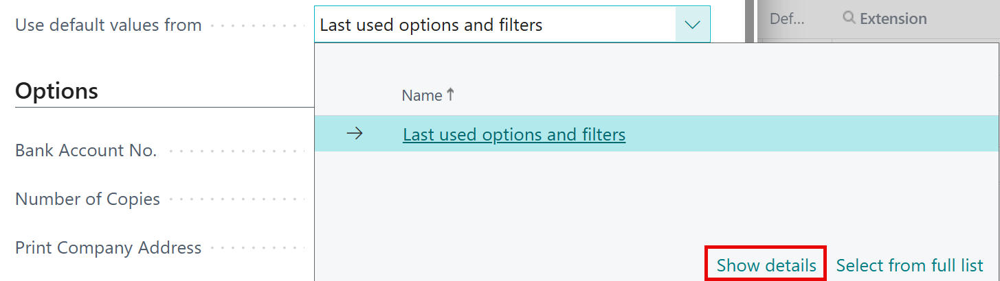 Use default values from
Last used options and filters
Def...
Extension
Options
Name
Last used options and filters
Bank Account No.
Number of Copies
Print Company Address
Show details
Select from full list